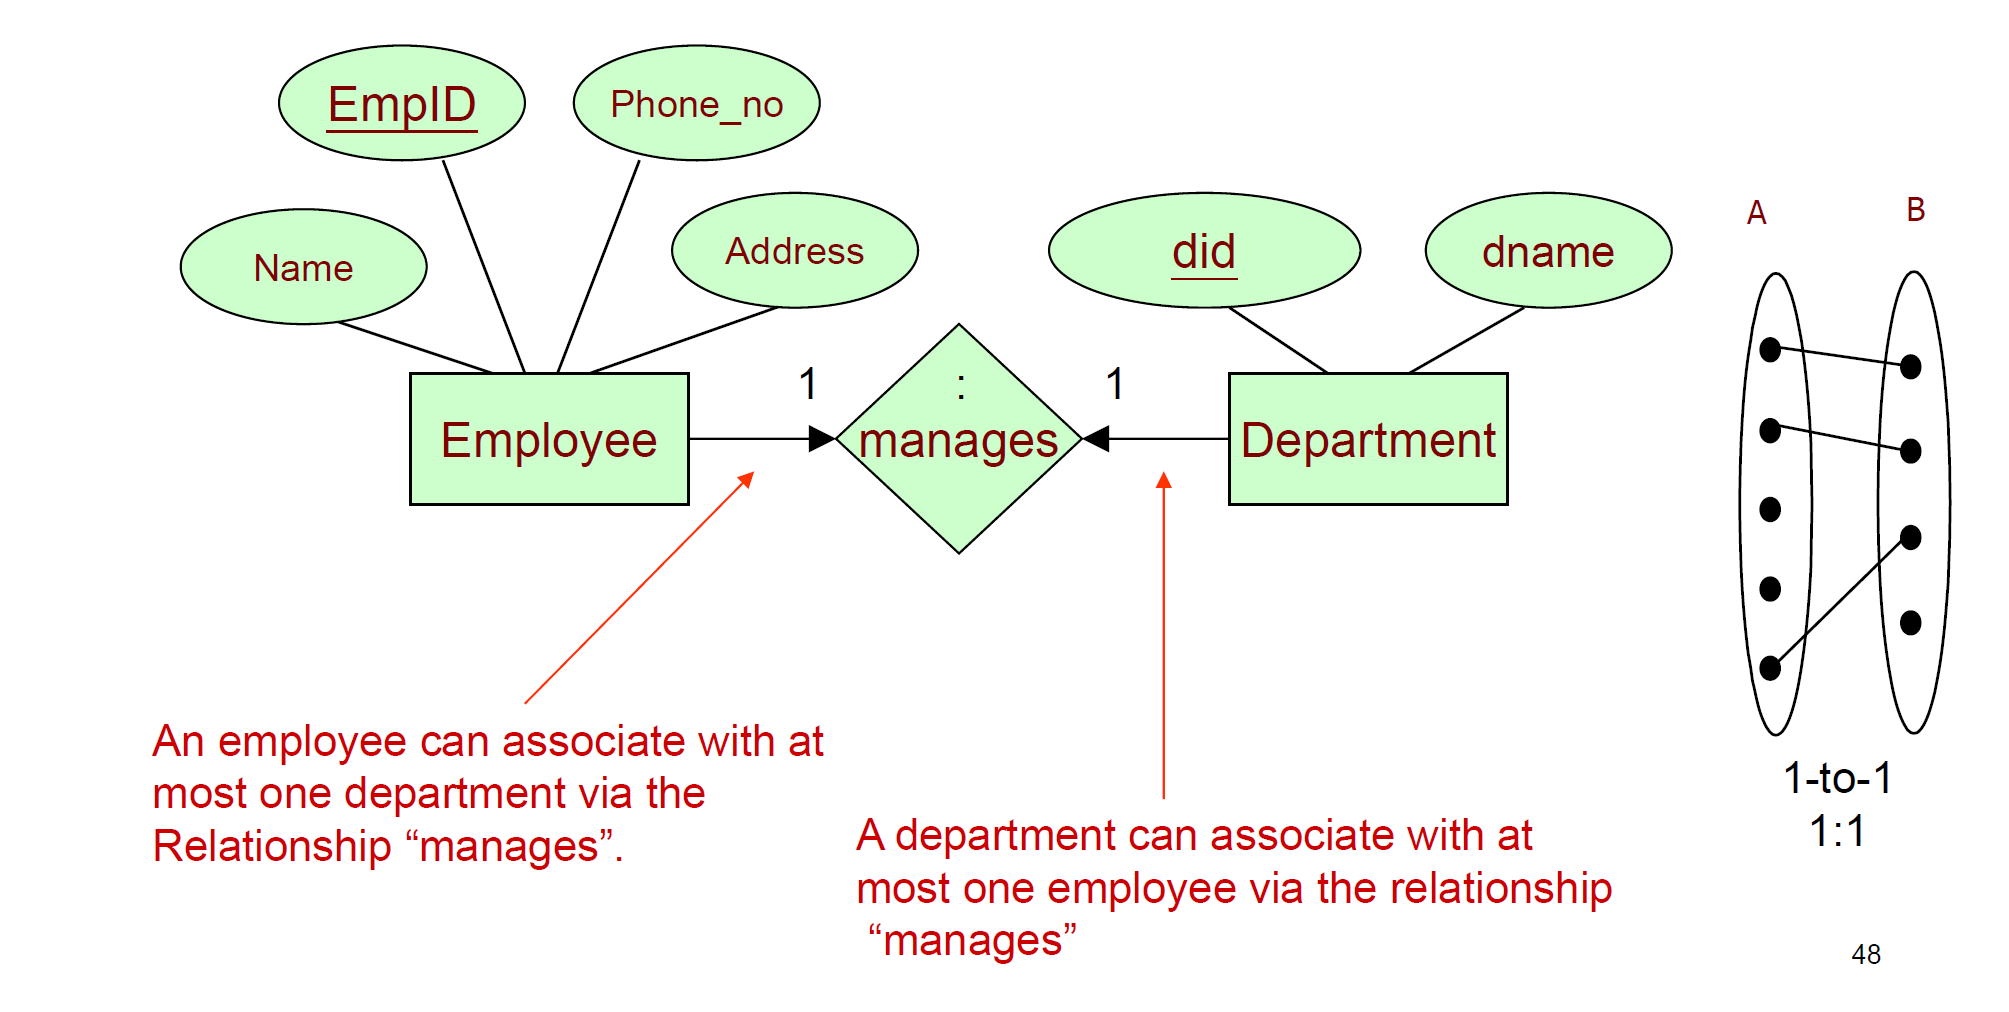 EmpID
Phone_no
Name
Address
did
dname
A
B
1 : 1
Employee
manages
Department
An employee can associate with at
most one department via the
Relationship “manages”.
A department can associate with at
most one employee via the relationship
“manages”
1-to-1
1:1
48